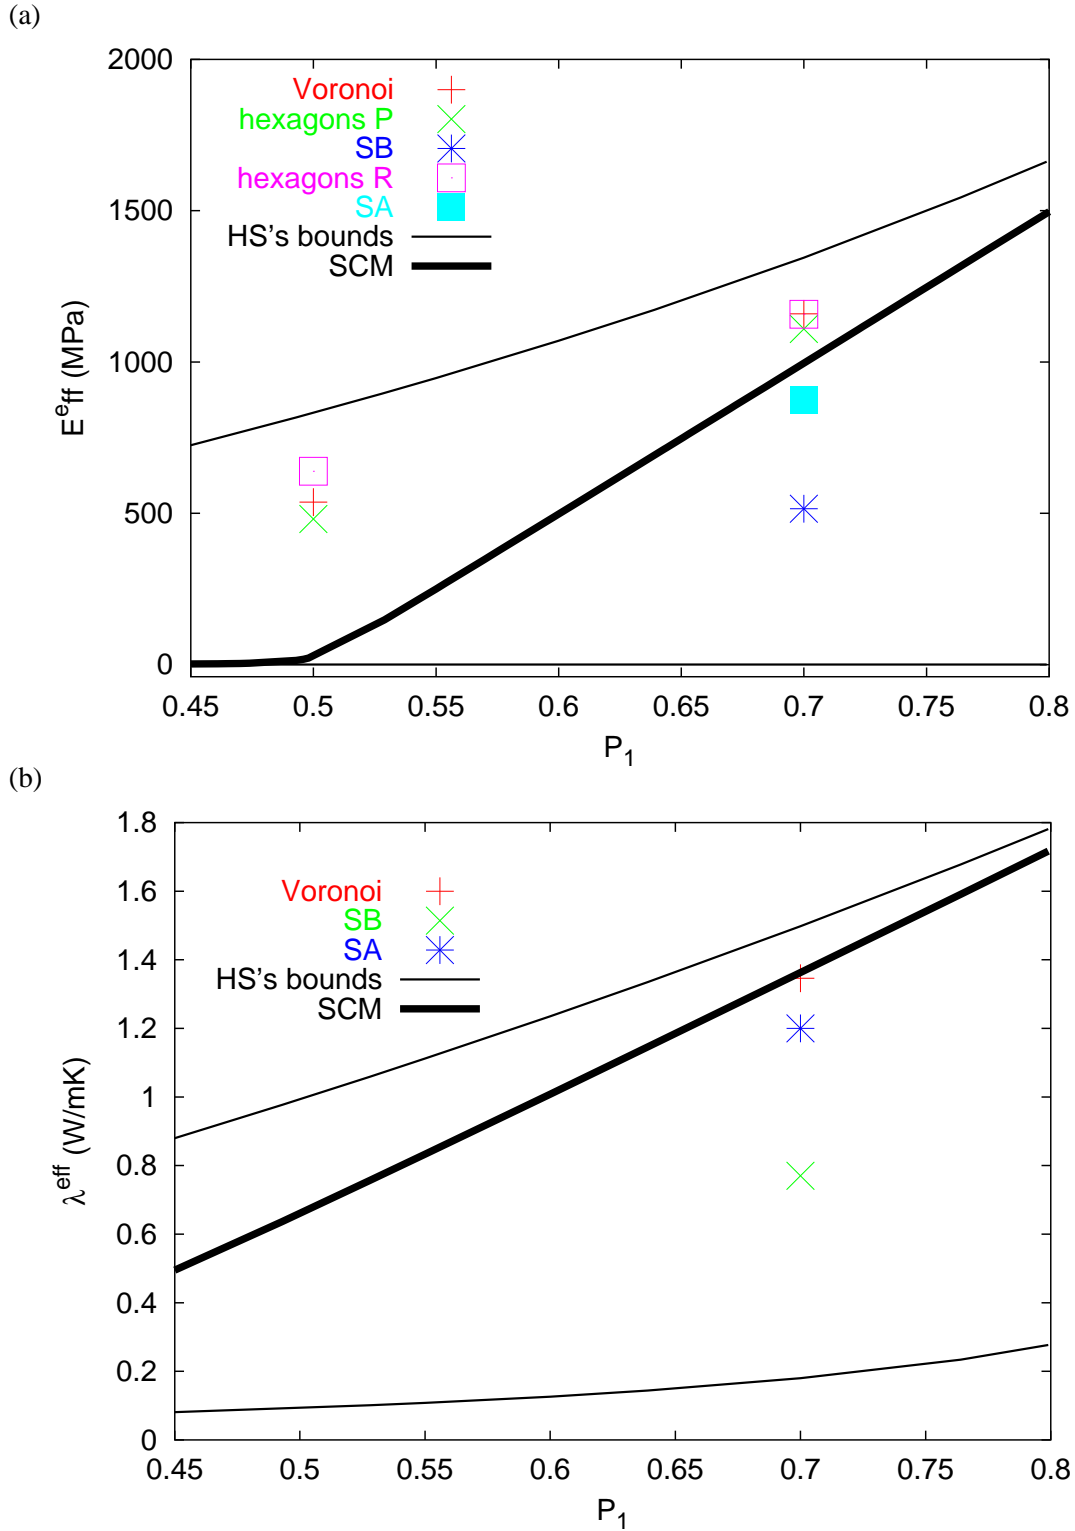 (a)
2000
1500
1000
500
0
E^eff (MPa)
Voronoi
hexagons P
SB
hexagons R
SA
HS's bounds
SCM
0.45 0.5 0.55 0.6 0.65 0.7 0.75 0.8
P1
(b)
1.8
1.6
1.4
1.2
1
0.8
0.6
0.4
0.2
0
λ^eff (W/mK)
Voronoi
SB
SA
HS's bounds
SCM
0.45 0.5 0.55 0.6 0.65 0.7 0.75 0.8
P1